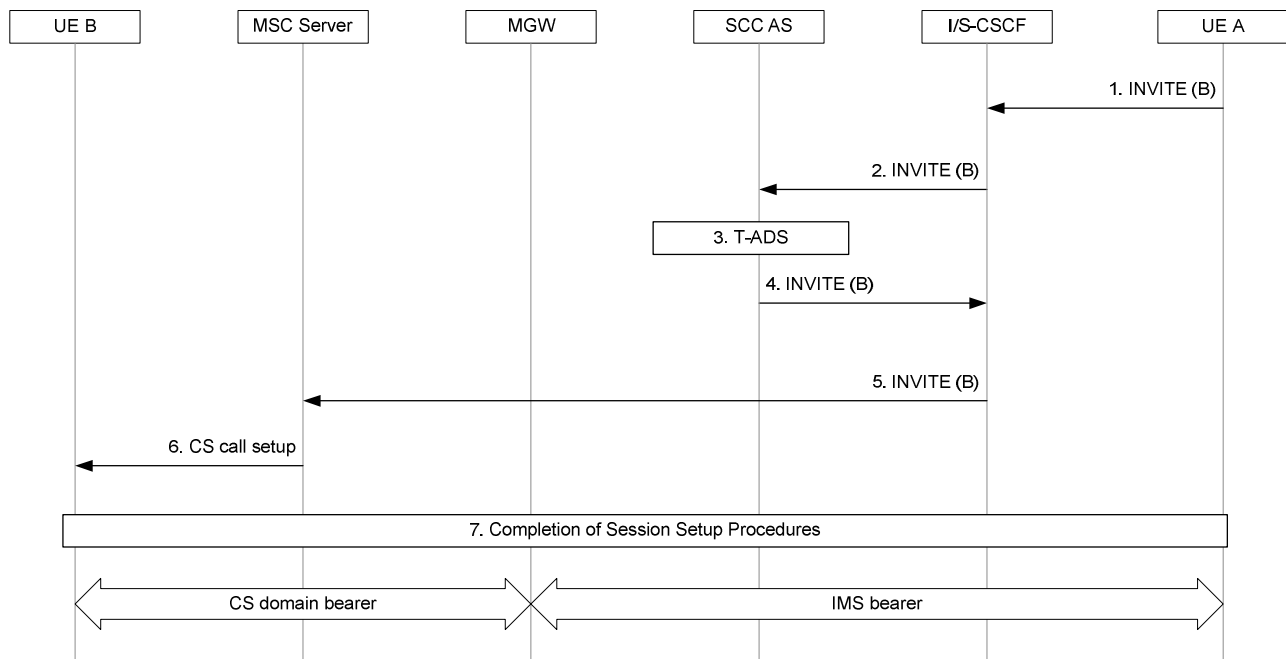 UE B
MSC Server
MGW
SCC AS
I/S-CSCF
UE A
1. INVITE (B)
2. INVITE (B)
3. T-ADS
4. INVITE (B)
5. INVITE (B)
6. CS call setup
7. Completion of Session Setup Procedures
CS domain bearer
IMS bearer